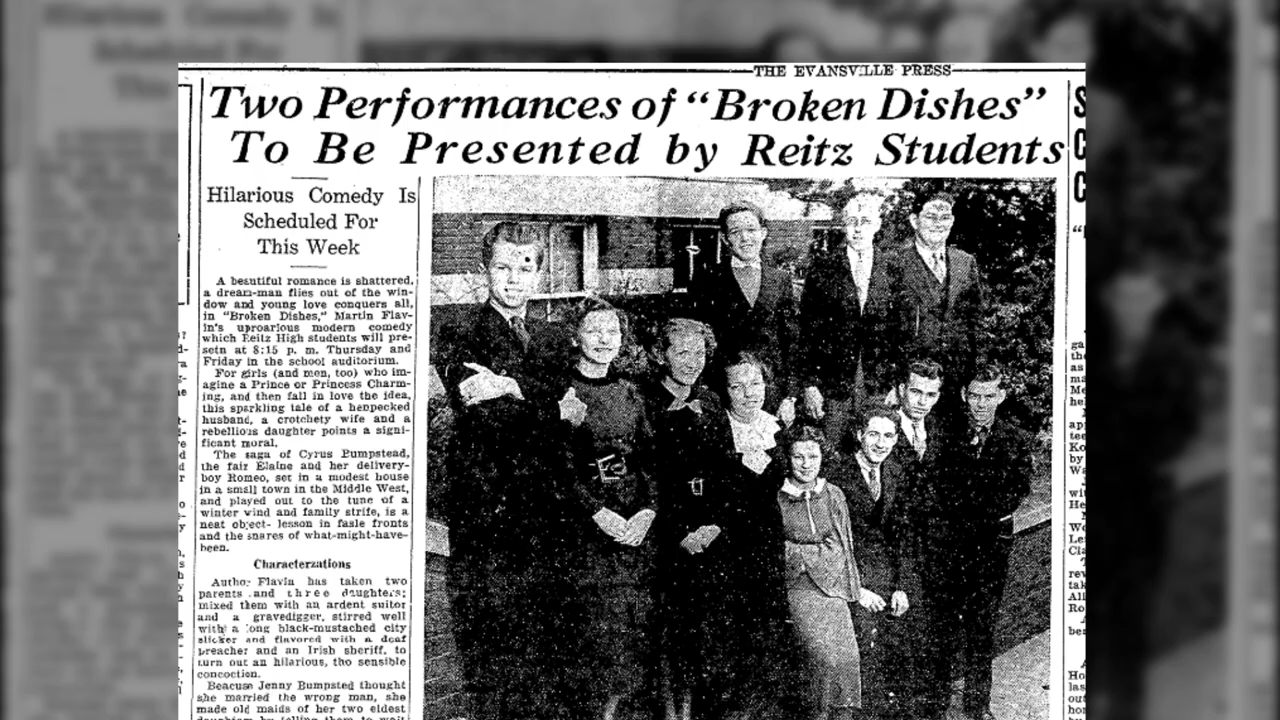 THE EVANSVILLE PRESS
Two Performances of “Broken Dishes”
To Be Presented by Reitz Students
Hilarious Comedy Is
Scheduled For
This Week
A beautiful romance is shattered,
a dream-man flies out of the win-
dow and young love conquers all,
in “Broken Dishes,” Martin Flav-
in's uproarious modern comedy
which Reitz High students will pre-
setn at 8:15 p. m. Thursday and
Friday in the school auditorium.
For girls (and men, too) who im-
agine a Prince or Princess Charm-
ing, and then fall in love the idea,
this sparkling tale of a henpecked
husband, a crotchety wife and a
rebellious daughter points a signi-
ficant moral.
The saga of Cyrus Bumpstead,
the fair Elaine and her delivery-
boy Romeo, set in a modest house
in a small town in the Middle West,
and played out to the tune of a
winter wind and family strife, is a
neat object- lesson in fasle fronts
and the snares of what-might-have-
been.
Characterzations
Author Flavin has taken two
parents and three daughters;
mixed them with an ardent suitor
and a gravedigger, stirred well
with a long black-mustached city
slicker and flavored with a deaf
preacher and an Irish sheriff, to
turn out an hilarious, tho sensible
concoction.
Beacuse Jenny Bumpsted thought
she married the wrong man, she
made old maids of her two eldest
daughters by telling them to wait